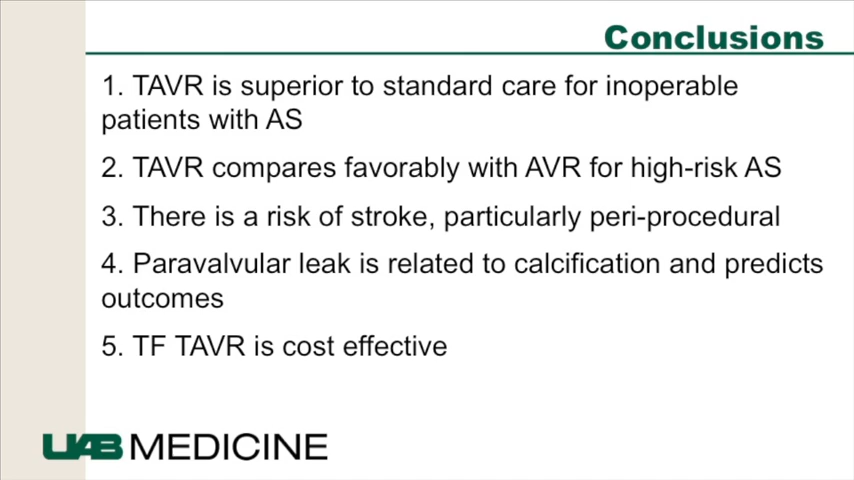 Conclusions
1. TAVR is superior to standard care for inoperable
patients with AS
2. TAVR compares favorably with AVR for high-risk AS
3. There is a risk of stroke, particularly peri-procedural
4. Paravalvular leak is related to calcification and predicts
outcomes
5. TF TAVR is cost effective
UAB MEDICINE